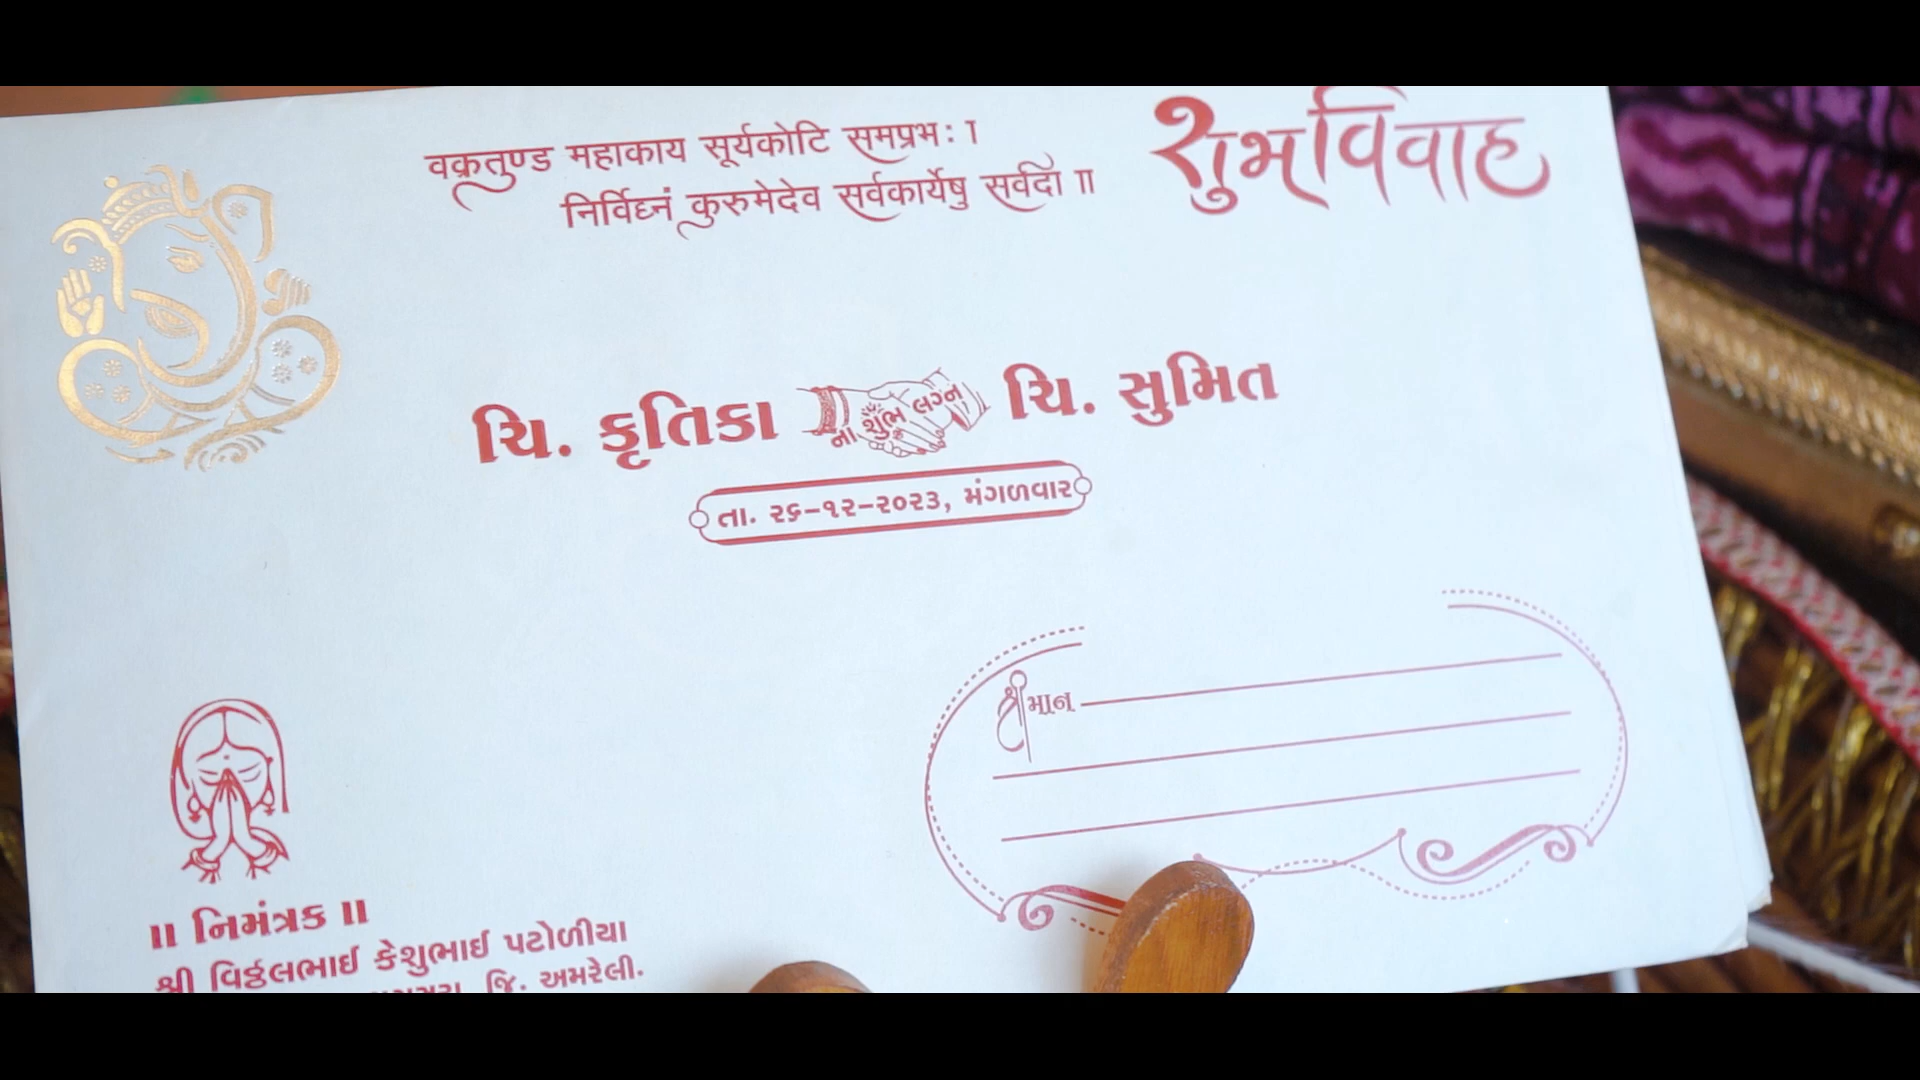 वक्रतुण्ड महाकाय सूर्यकोटि समप्रभः ।
निर्विघ्नं कुरुमेदेव सर्वकार्येषु सर्वदा ॥
શુભવિવાહ
ચિ. કૃતિકા ના શુભ લગ્ન ચિ. સુમિત
તા. ૨૬-૧૨-૨૦૨૩, મંગળવાર
श्रीमान्
॥ નિમંત્રક ॥
શ્રી વિઠ્ઠલભાઈ કેશુભાઈ પટોળીયા
જિ. અમરેલી.